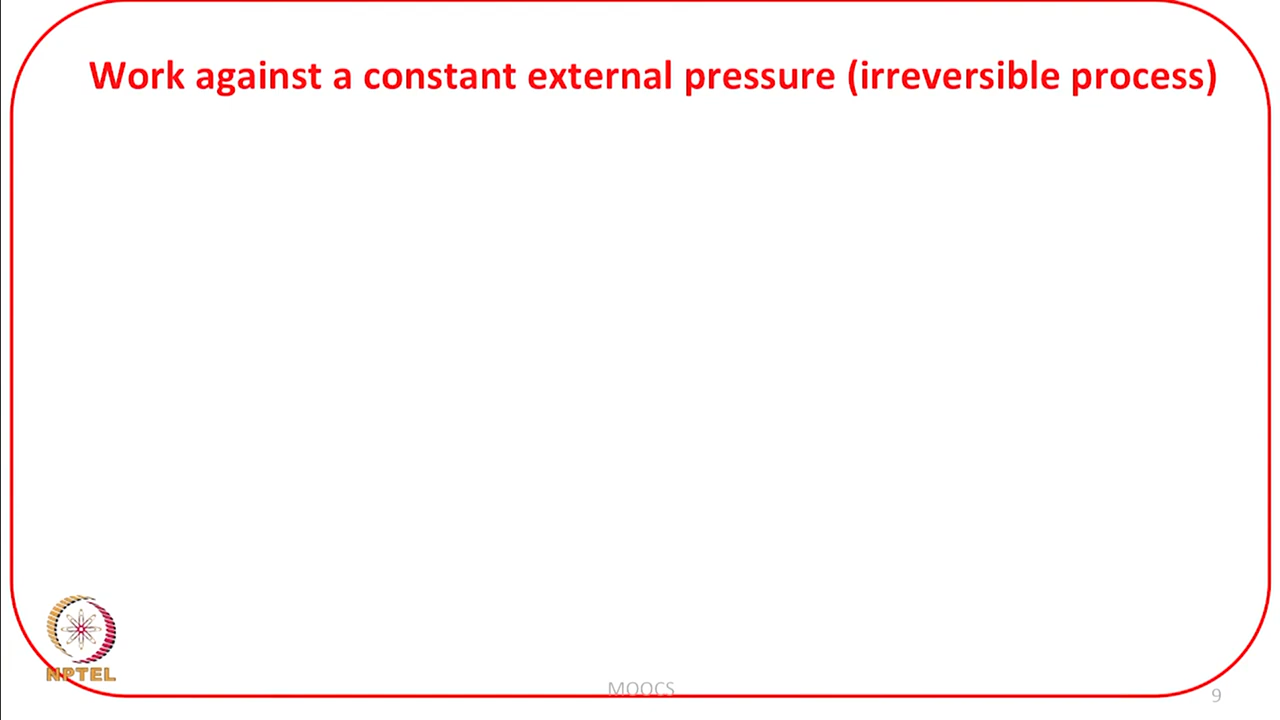 Work against a constant external pressure (irreversible process)
NPTEL
MOOCS
9